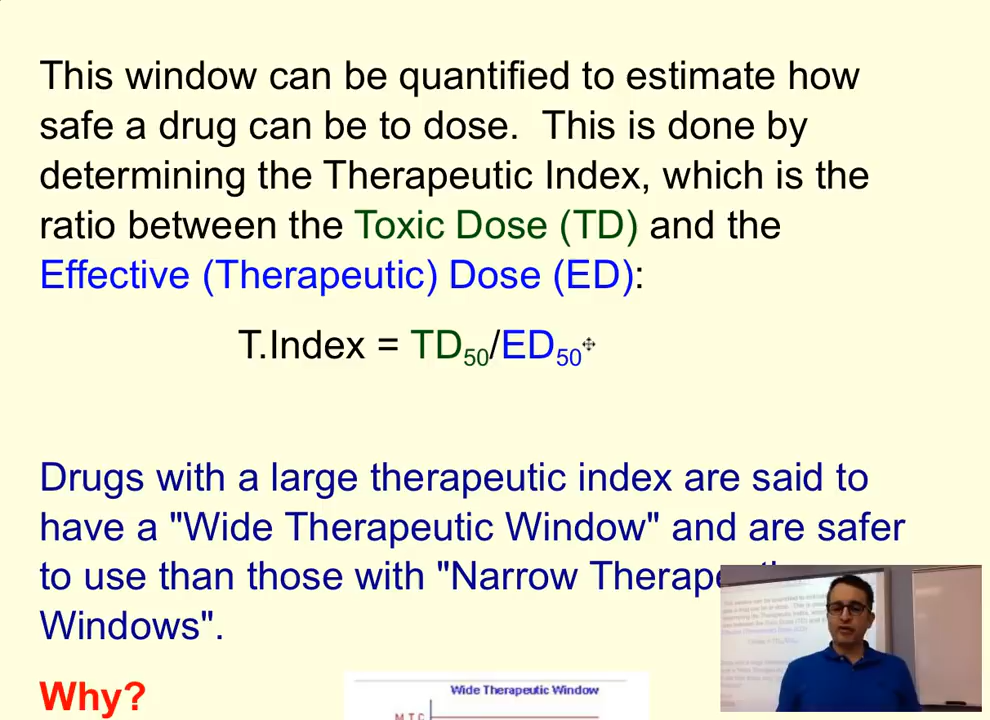 This window can be quantified to estimate how
safe a drug can be to dose.  This is done by
determining the Therapeutic Index, which is the
ratio between the Toxic Dose (TD) and the
Effective (Therapeutic) Dose (ED):
T.Index = TD₅₀/ED₅₀
Drugs with a large therapeutic index are said to
have a "Wide Therapeutic Window" and are safer
to use than those with "Narrow
Windows".
Why?
Wide Therapeutic Window
MTC